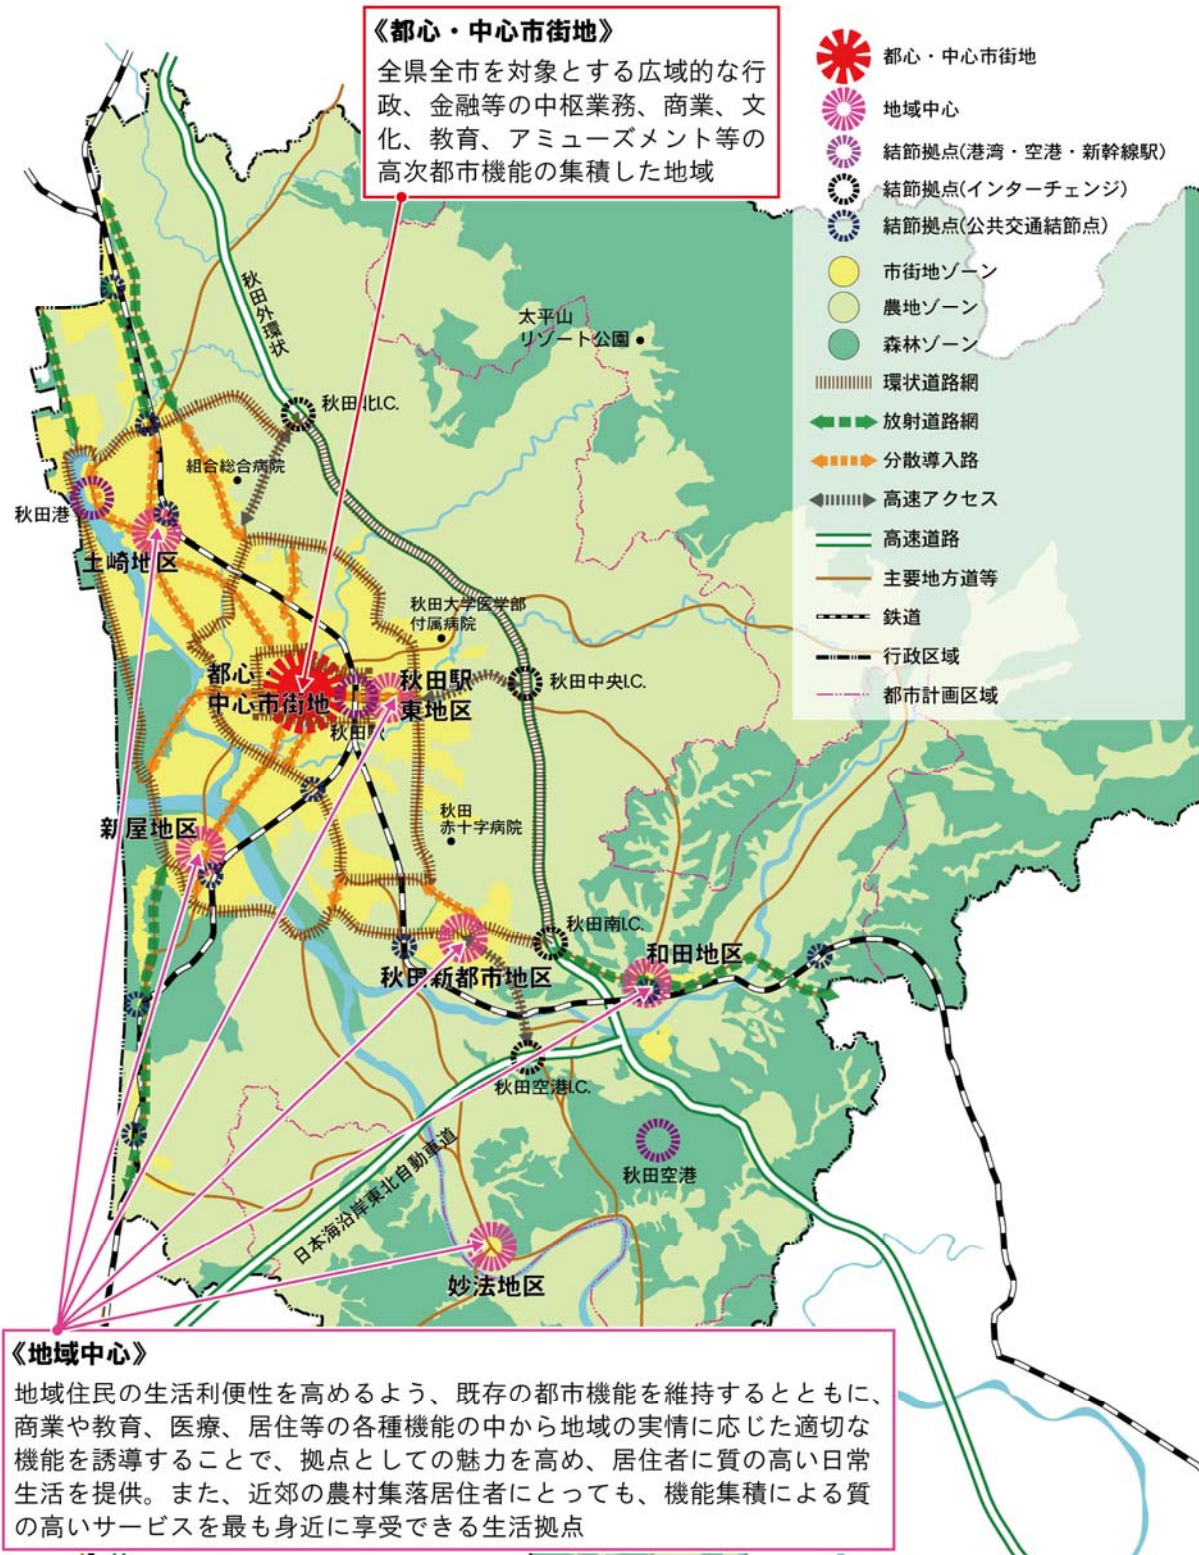 《都心・中心市街地》
全県全市を対象とする広域的な行
政、金融等の中枢業務、商業、文
化、教育、アミューズメント等の
高次都市機能の集積した地域
都心・中心市街地
地域中心
結節拠点(港湾・空港・新幹線駅)
結節拠点(インターチェンジ)
結節拠点(公共交通結節点)
市街地ゾーン
農地ゾーン
森林ゾーン
環状道路網
放射道路網
分散導入路
高速アクセス
高速道路
主要地方道等
鉄道
行政区域
都市計画区域
秋田外環状
太平山
リゾート公園
秋田北I.C.
組合総合病院
秋田港
土崎地区
秋田大学医学部
付属病院
都心・
中心市街地
秋田駅
東地区
秋田駅
秋田中央I.C.
秋田
赤十字病院
新屋地区
秋田南I.C.
和田地区
秋田新都市地区
秋田空港I.C.
秋田空港
日本海沿岸東北自動車道
妙法地区
《地域中心》
地域住民の生活利便性を高めるよう、既存の都市機能を維持するとともに、
商業や教育、医療、居住等の各種機能の中から地域の実情に応じた適切な
機能を誘導することで、拠点としての魅力を高め、居住者に質の高い日常
生活を提供。また、近郊の農村集落居住者にとっても、機能集積による質
の高いサービスを最も身近に享受できる生活拠点